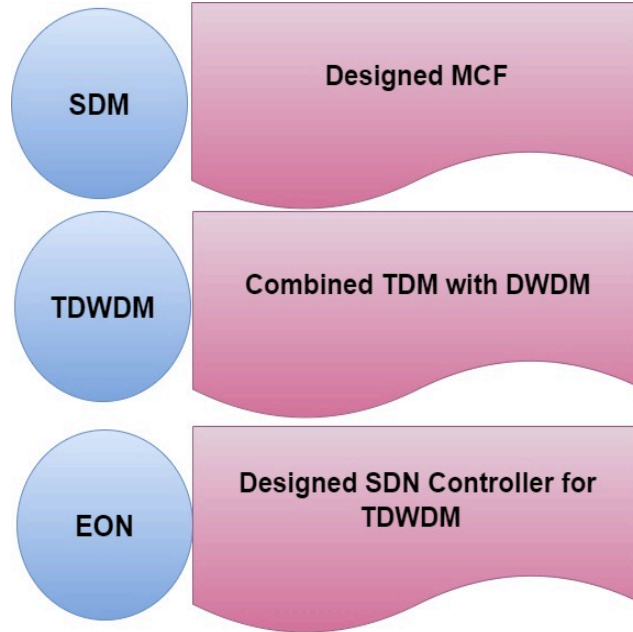 SDM
Designed MCF
TDWDM
Combined TDM with DWDM
EON
Designed SDN Controller for
TDWDM